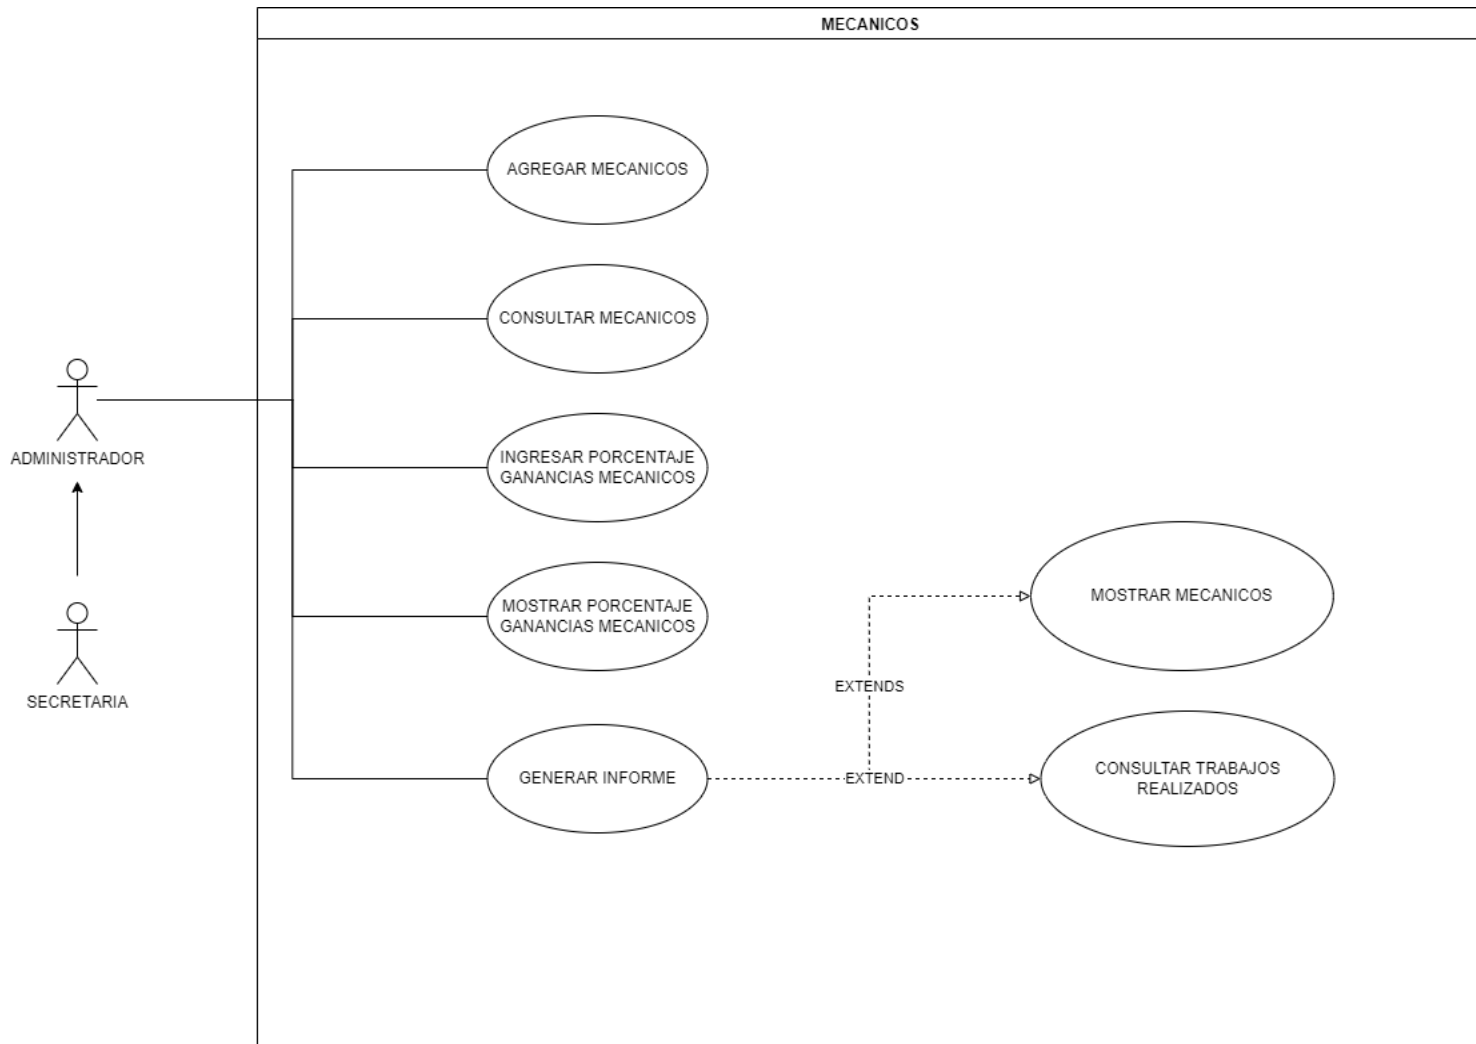 MECANICOS
AGREGAR MECANICOS
CONSULTAR MECANICOS
ADMINISTRADOR
INGRESAR PORCENTAJE
GANANCIAS MECANICOS
MOSTRAR PORCENTAJE
GANANCIAS MECANICOS
MOSTRAR MECANICOS
SECRETARIA
EXTENDS
GENERAR INFORME
EXTEND
CONSULTAR TRABAJOS
REALIZADOS